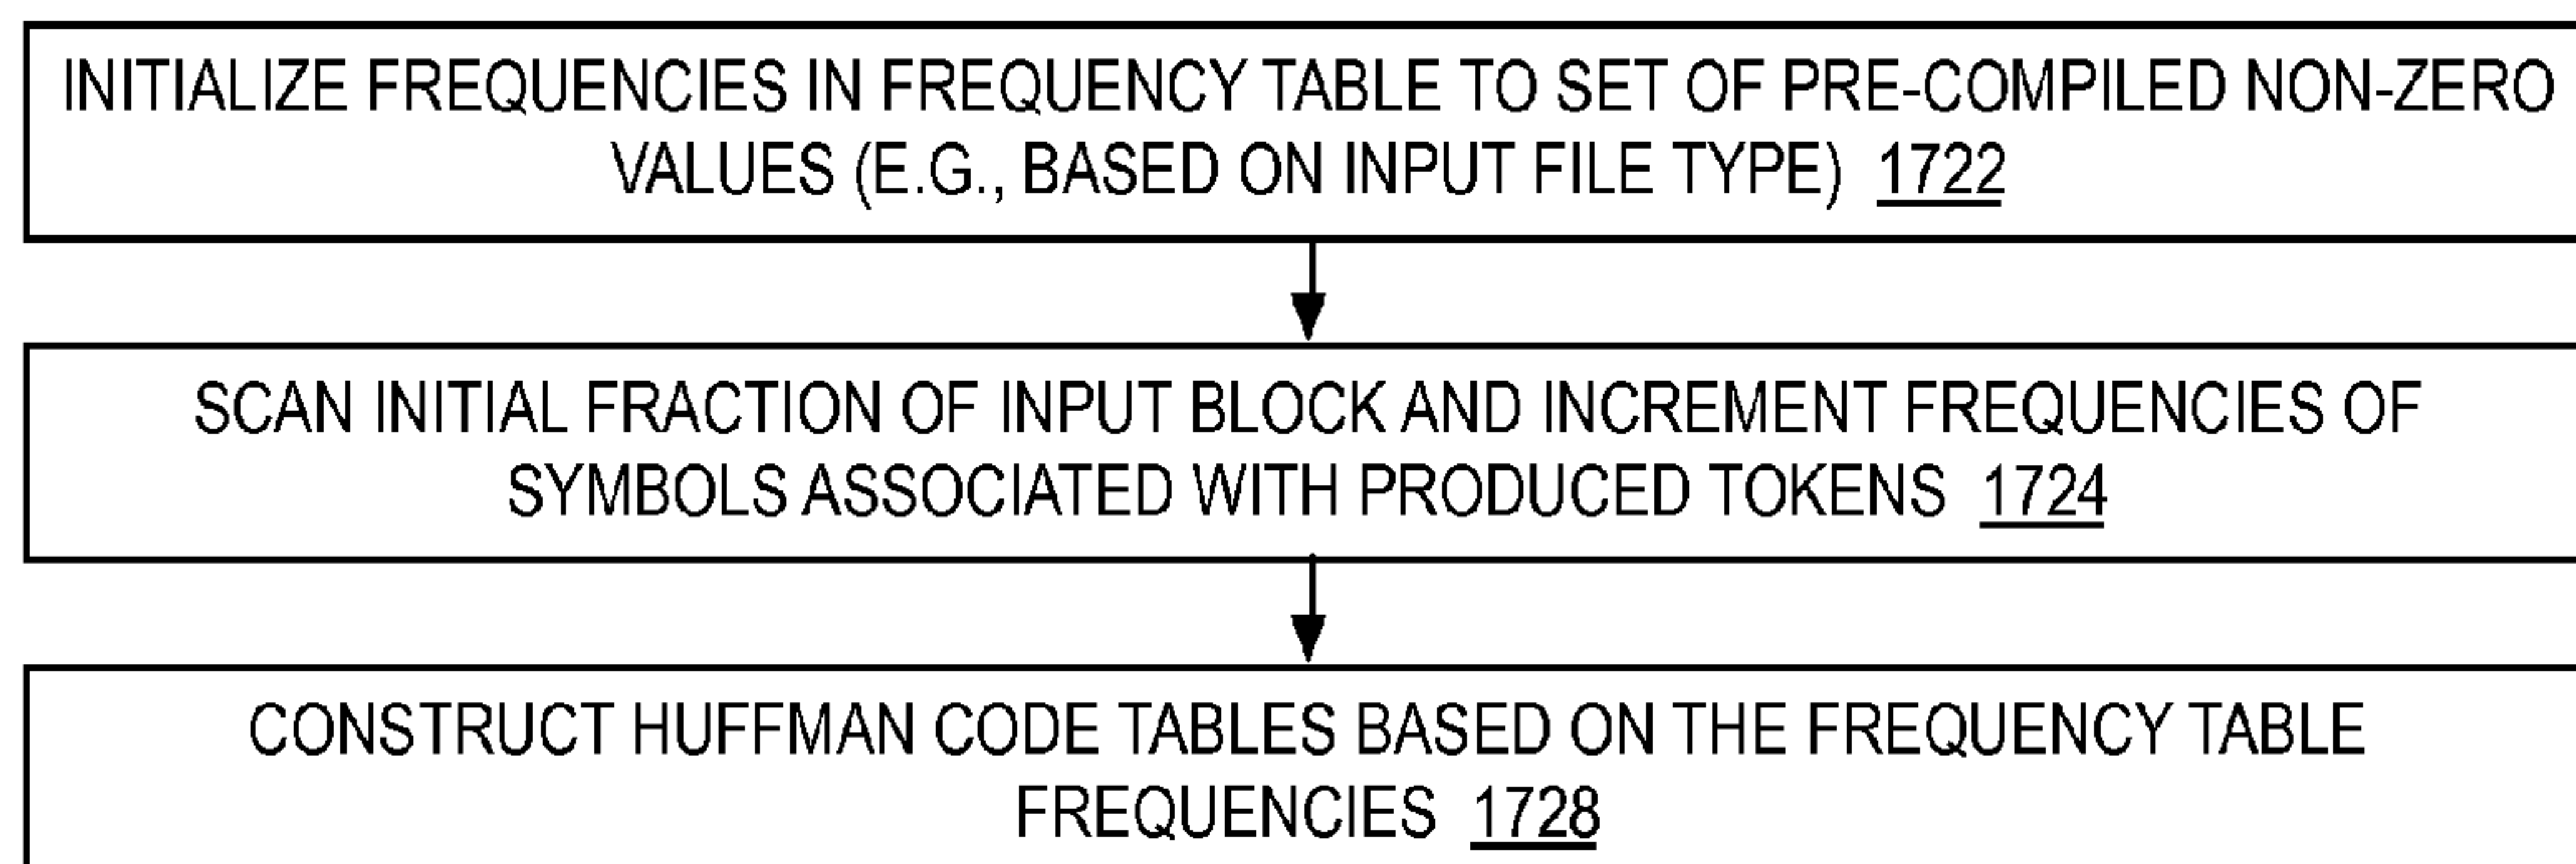 INITIALIZE FREQUENCIES IN FREQUENCY TABLE TO SET OF PRE-COMPILED NON-ZERO
VALUES (E.G., BASED ON INPUT FILE TYPE) 1722
SCAN INITIAL FRACTION OF INPUT BLOCK AND INCREMENT FREQUENCIES OF
SYMBOLS ASSOCIATED WITH PRODUCED TOKENS 1724
CONSTRUCT HUFFMAN CODE TABLES BASED ON THE FREQUENCY TABLE
FREQUENCIES 1728